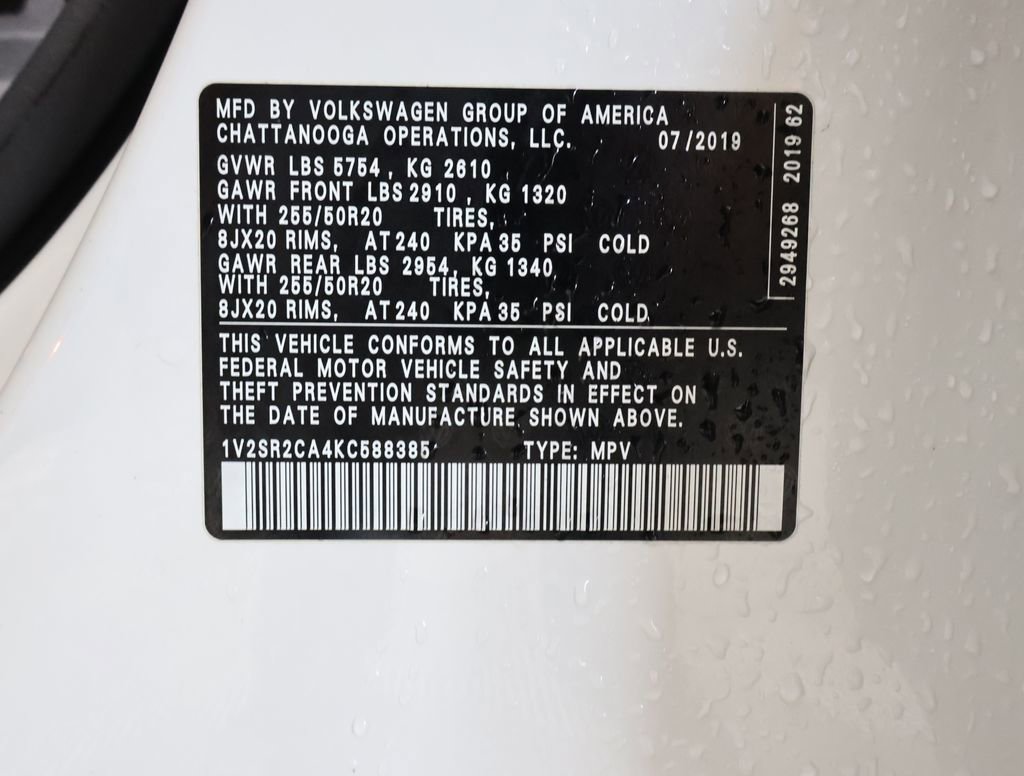 MFD BY VOLKSWAGEN GROUP OF AMERICA
CHATTANOOGA OPERATIONS, LLC. 07/2019
GVWR LBS 5754, KG 2610
GAWR FRONT LBS 2910, KG 1320
WITH 255/50R20 TIRES,
8JX20 RIMS, AT 240 KPA 35 PSI COLD
GAWR REAR LBS 2954, KG 1340,
WITH 255/50R20 TIRES,
8JX20 RIMS, AT 240 KPA 35 PSI COLD
THIS VEHICLE CONFORMS TO ALL APPLICABLE U.S.
FEDERAL MOTOR VEHICLE SAFETY AND
THEFT PREVENTION STANDARDS IN EFFECT ON
THE DATE OF MANUFACTURE SHOWN ABOVE.
1V2SR2CA4KC588385 TYPE: MPV
2949268 2019 62